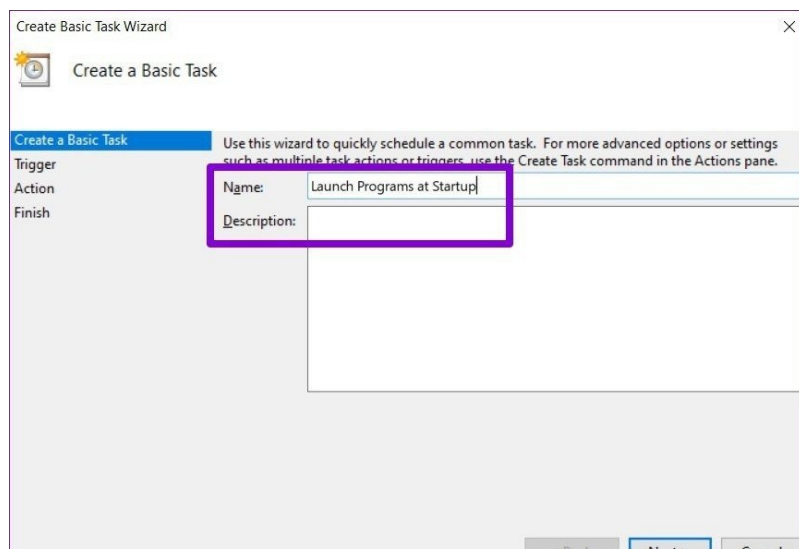 Create Basic Task Wizard
Create a Basic Task
Create a Basic Task
Use this wizard to quickly schedule a common task. For more advanced options or settings
such as multiple task actions or triggers, use the Create Task command in the Actions pane.
Trigger
Action
Finish
Name:
Launch Programs at Startup
Description: